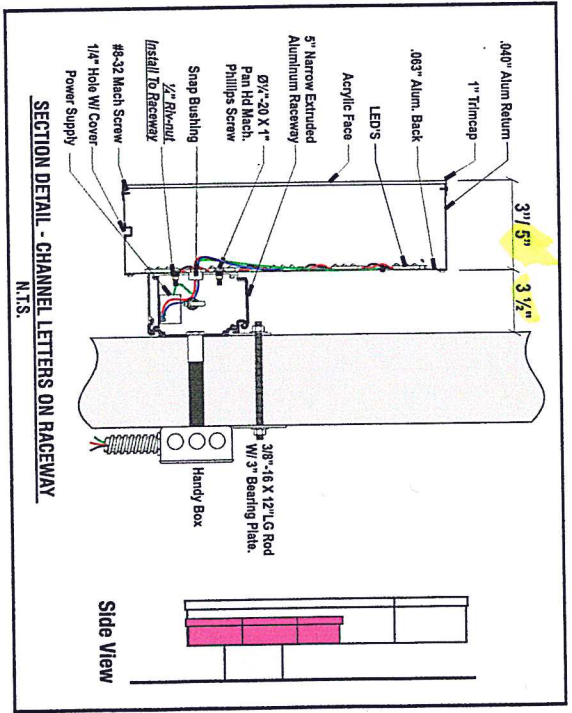 .040" Alum Return
1" Trimcap
.063" Alum. Back
LED'S
Acrylic Face
5" Narrow Extruded
Aluminum Raceway
Ø¼"-20 X 1"
Pan Hd Mach.
Phillips Screw
Snap Bushing
¼" Riv-nut
Install To Raceway
#8-32 Mach Screw
1/4" Hole W/ Cover
Power Supply
3"/ 5"
3 ½"
3/8"-16 X 12"LG Rod
W/ 3" Bearing Plate.
Handy Box
SECTION DETAIL - CHANNEL LETTERS ON RACEWAY
N.T.S.
Side View